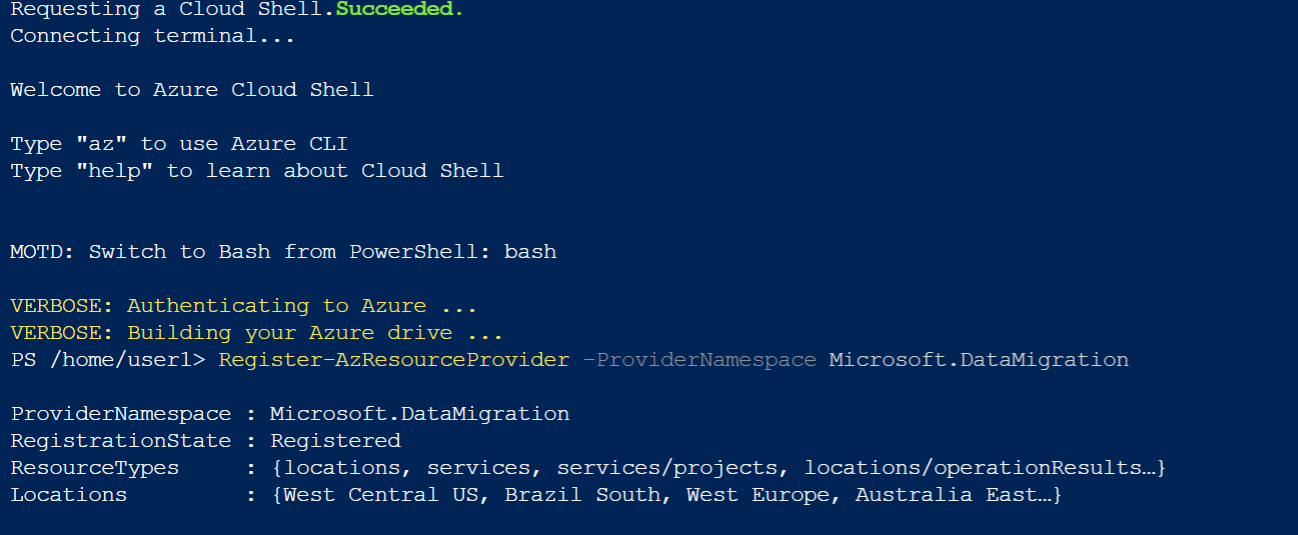 Requesting a Cloud Shell.Succeeded.
Connecting terminal...
Welcome to Azure Cloud Shell
Type "az" to use Azure CLI
Type "help" to learn about Cloud Shell
MOTD: Switch to Bash from PowerShell: bash
VERBOSE: Authenticating to Azure ...
VERBOSE: Building your Azure drive ...
PS /home/user1> Register-AzResourceProvider -ProviderNamespace Microsoft.DataMigration
ProviderNamespace : Microsoft.DataMigration
RegistrationState : Registered
ResourceTypes     : {locations, services, services/projects, locations/operationResults…}
Locations         : {West Central US, Brazil South, West Europe, Australia East…}